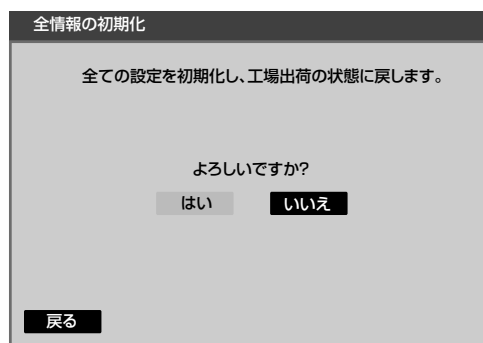 全情報の初期化
全ての設定を初期化し、工場出荷の状態に戻します。
よろしいですか?
はい いいえ
戻る